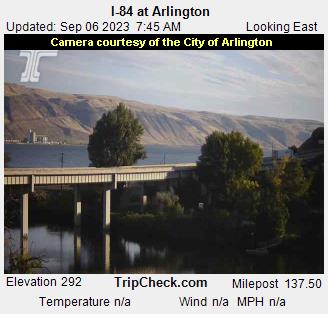 I-84 at Arlington
Updated: Sep 06 2023 7:45 AM Looking East
Camera courtesy of the City of Arlington
Elevation 292 TripCheck.com Milepost 137.50
Temperature n/a Wind n/a MPH n/a